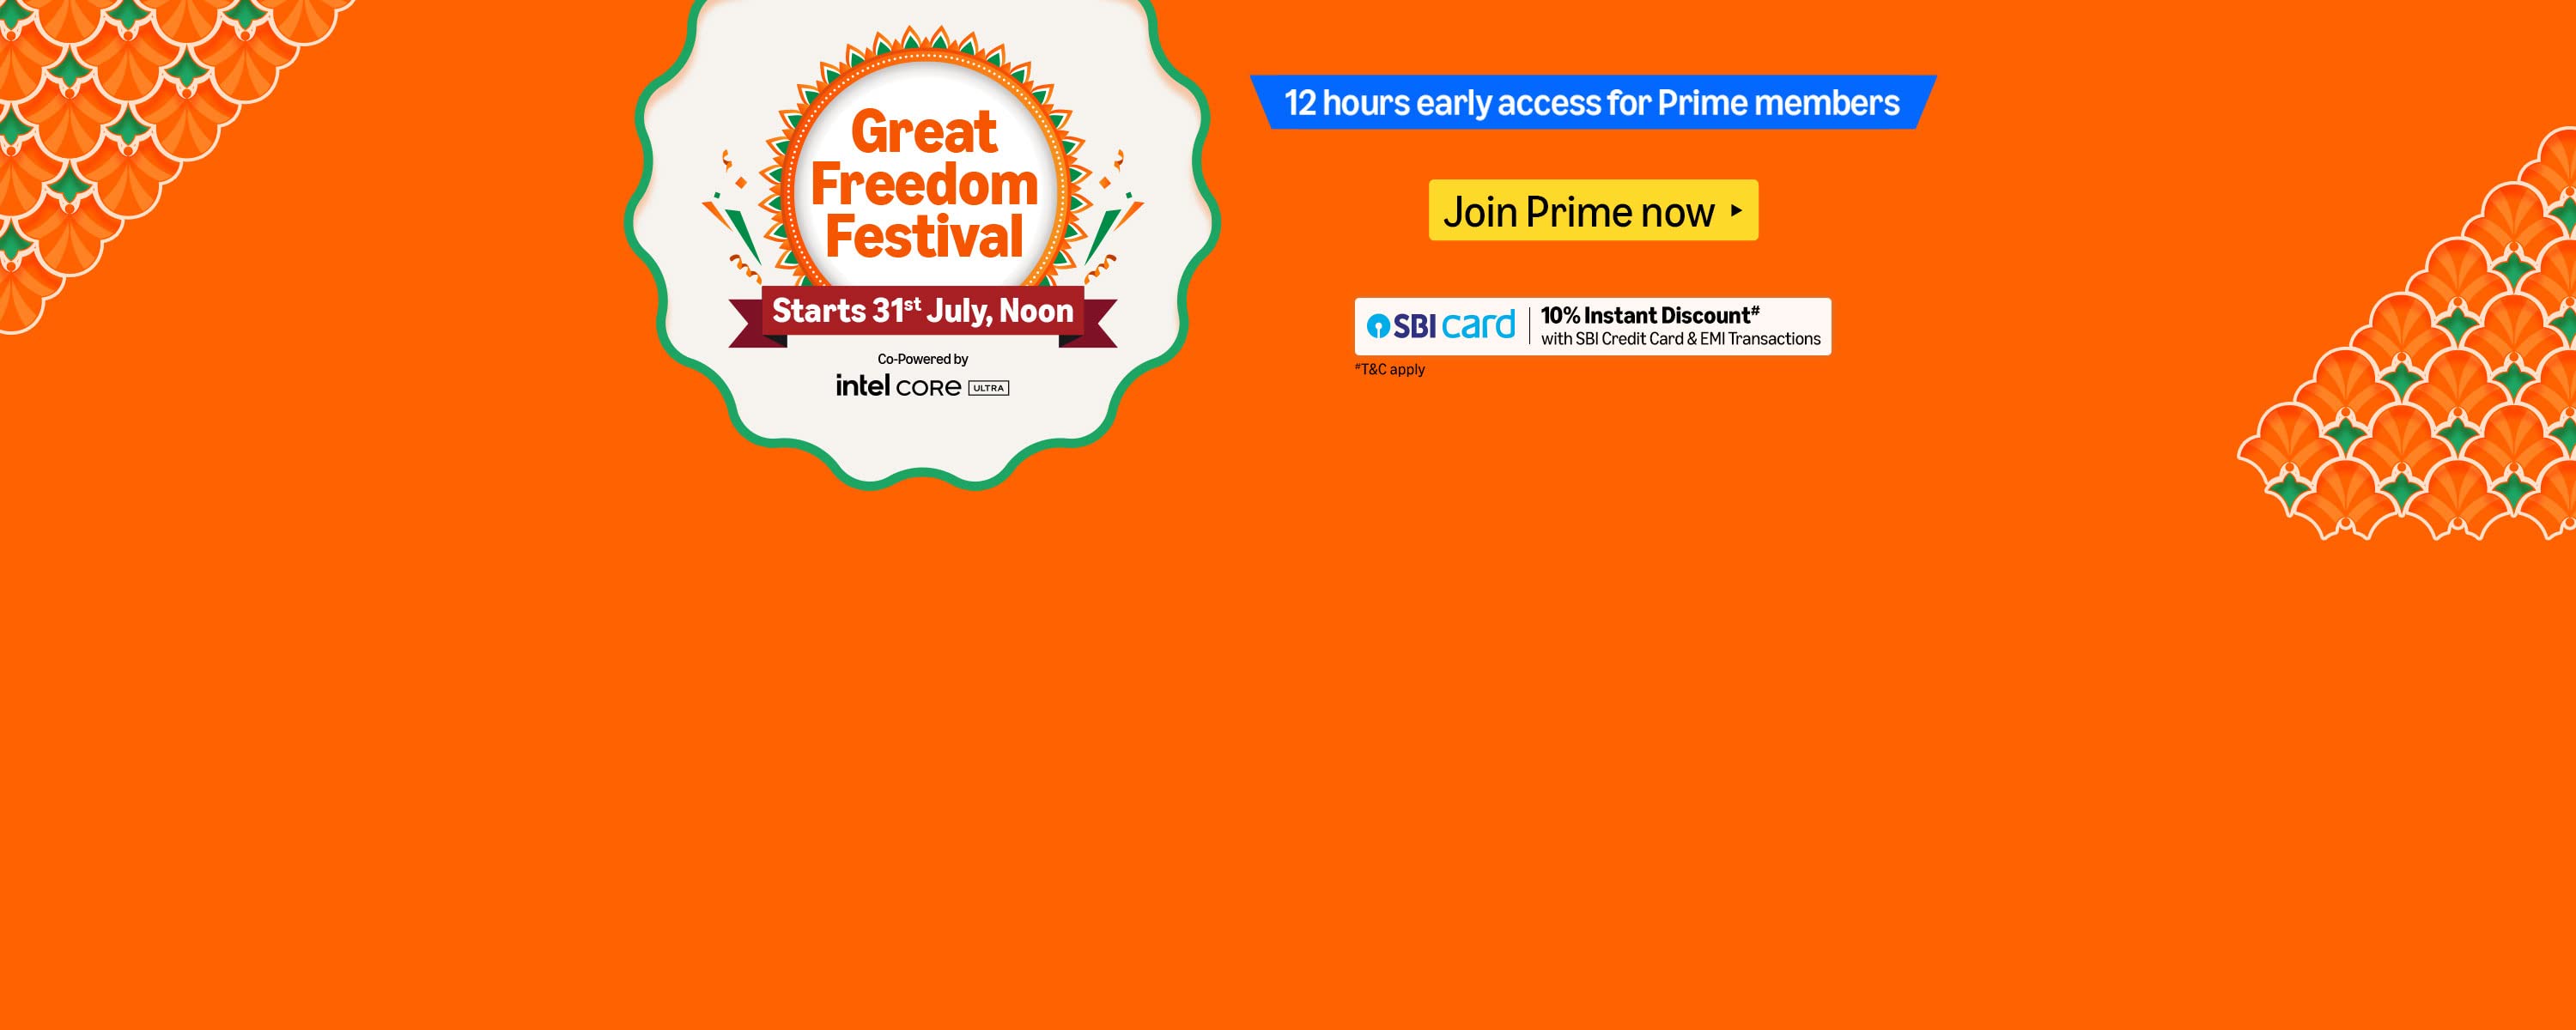 Great
Freedom
Festival
Starts 31st July, Noon
Co-Powered by
intel CORE ULTRA
12 hours early access for Prime members
Join Prime now
SBI card
10% Instant Discount#
with SBI Credit Card & EMI Transactions
#T&C apply